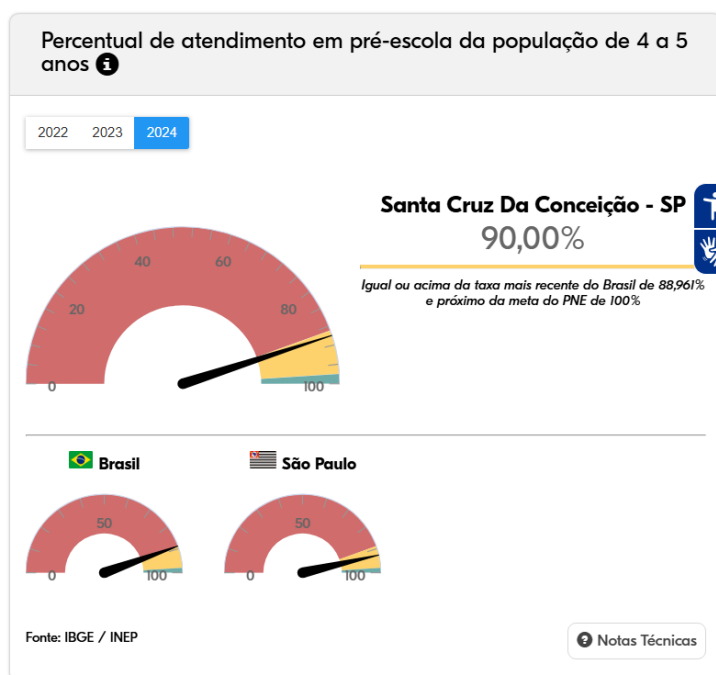 Percentual de atendimento em pré-escola da população de 4 a 5
anos
2022 2023 2024
Santa Cruz Da Conceição - SP
90,00%
Igual ou acima da taxa mais recente do Brasil de 88,961%
e próximo da meta do PNE de 100%
0
20
40
60
80
100
Brasil
0
50
100
São Paulo
0
50
100
Fonte: IBGE / INEP
Notas Técnicas